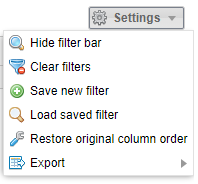 Settings
Hide filter bar
Clear filters
Save new filter
Load saved filter
Restore original column order
Export